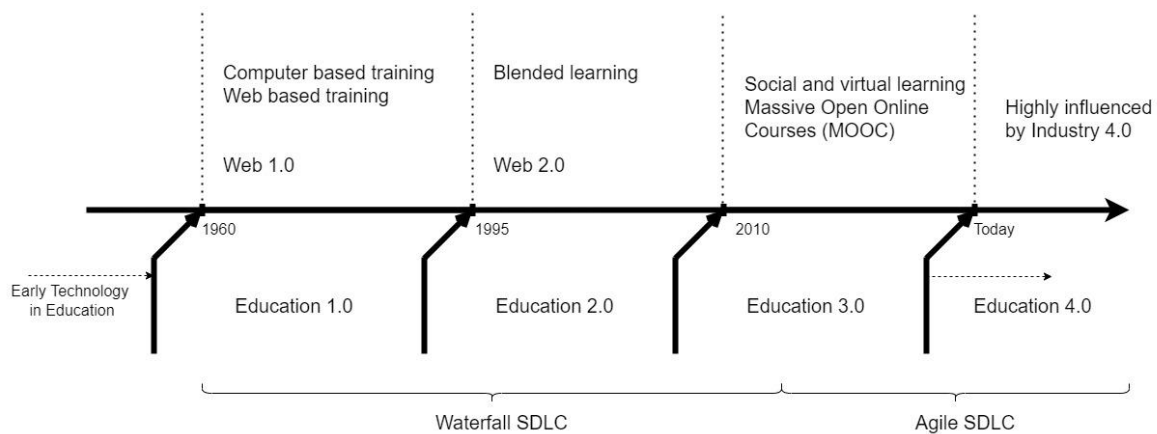 Computer based training
Web based training
Blended learning
Social and virtual learning
Massive Open Online
Courses (MOOC)
Highly influenced
by Industry 4.0
Web 1.0
Web 2.0
1960
1995
2010
Today
Early Technology
in Education
Education 1.0
Education 2.0
Education 3.0
Education 4.0
Waterfall SDLC
Agile SDLC